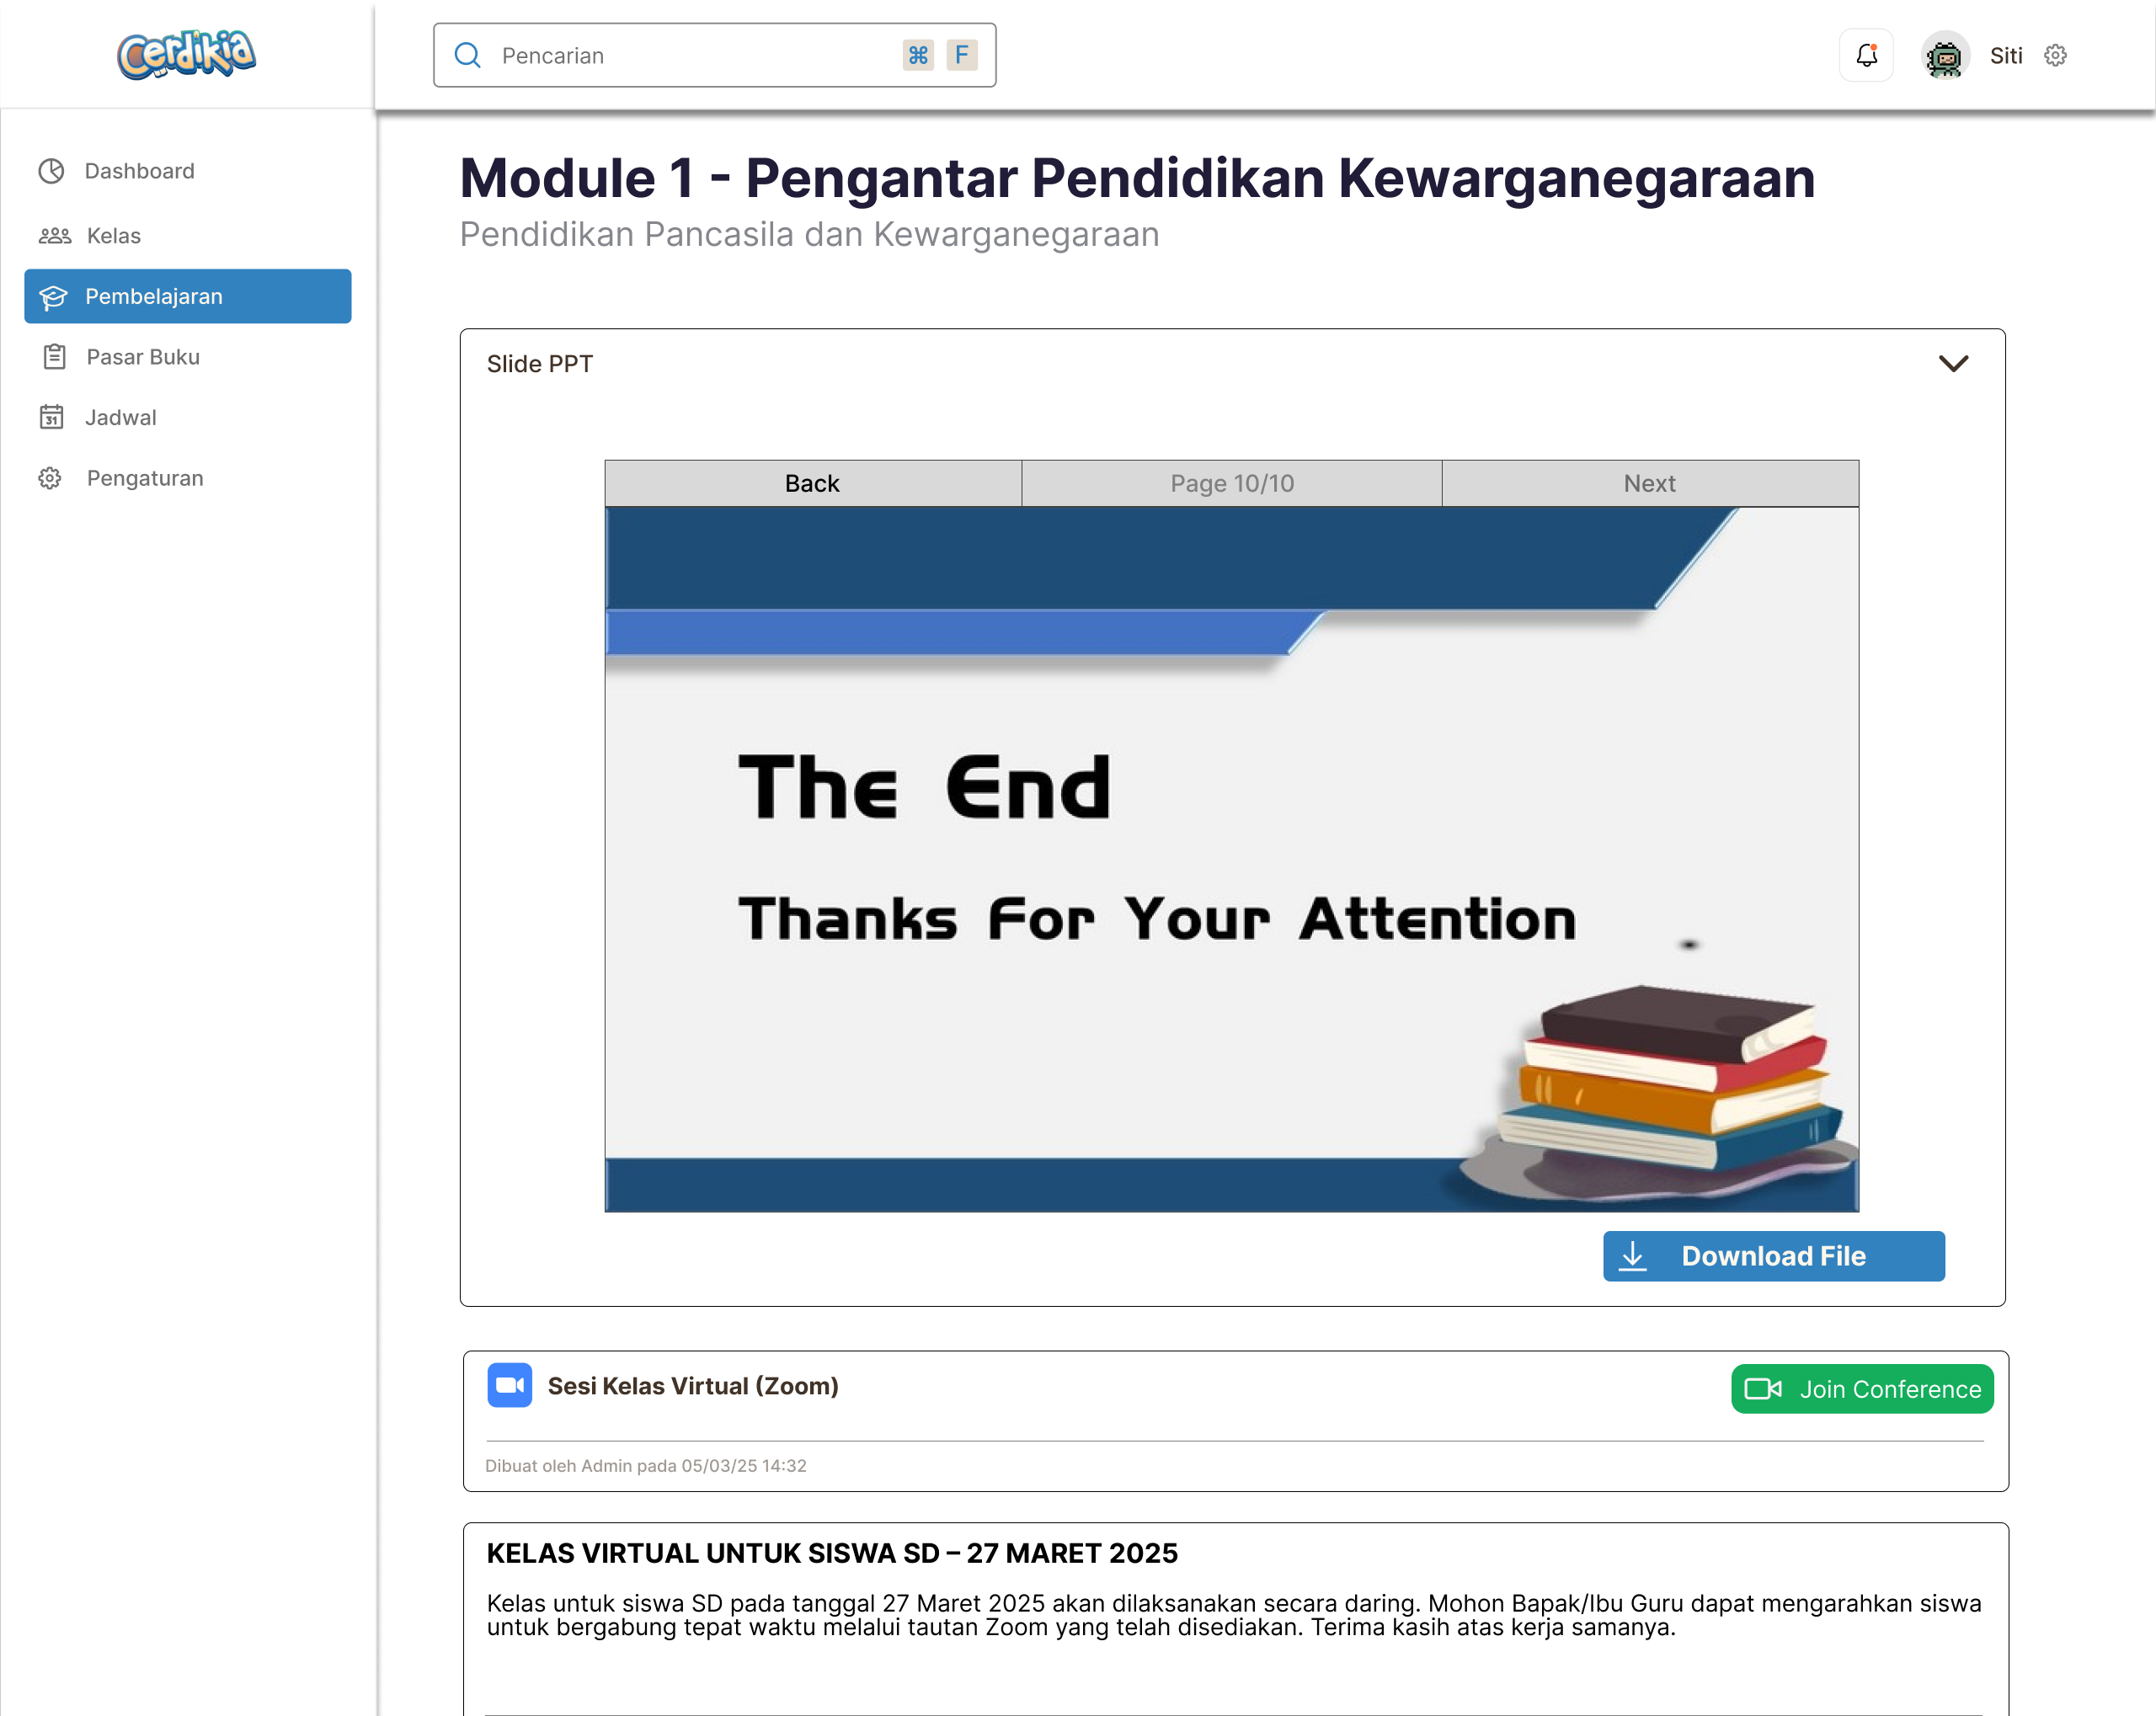 Cerdikia
Pencarian
⌘ F
Siti
Dashboard
Kelas
Pembelajaran
Pasar Buku
31
Jadwal
Pengaturan
Module 1 - Pengantar Pendidikan Kewarganegaraan
Pendidikan Pancasila dan Kewarganegaraan
Slide PPT
Back
Page 10/10
Next
The End
Thanks For Your Attention
Download File
Sesi Kelas Virtual (Zoom)
Join Conference
Dibuat oleh Admin pada 05/03/25 14:32
KELAS VIRTUAL UNTUK SISWA SD – 27 MARET 2025
Kelas untuk siswa SD pada tanggal 27 Maret 2025 akan dilaksanakan secara daring. Mohon Bapak/Ibu Guru dapat mengarahkan siswa
untuk bergabung tepat waktu melalui tautan Zoom yang telah disediakan. Terima kasih atas kerja samanya.